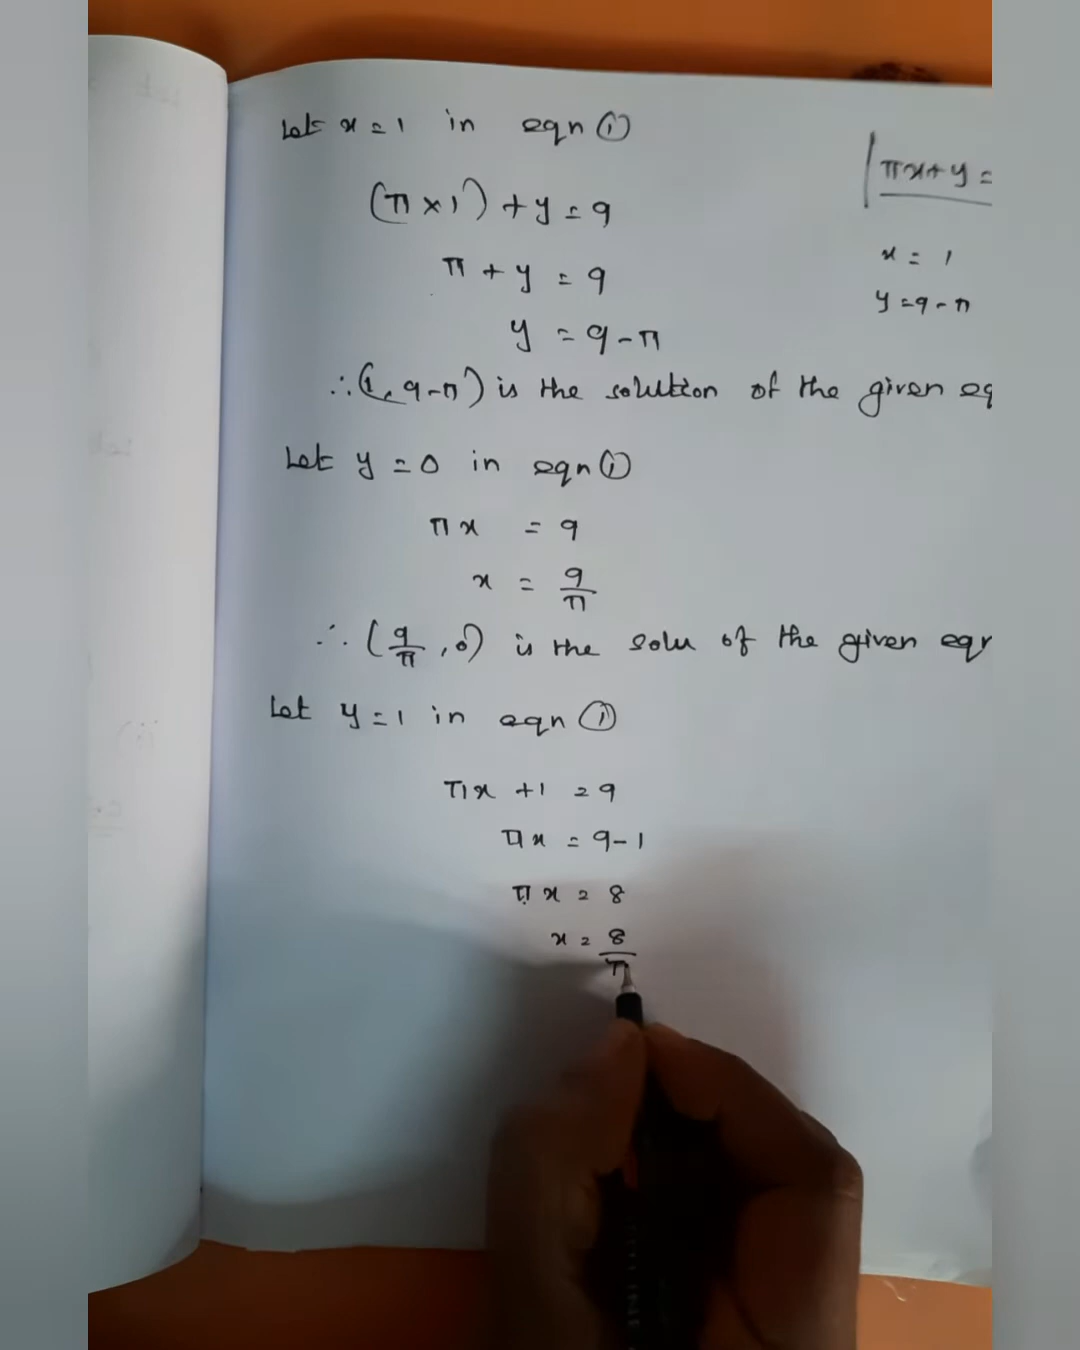 Let x = 1 in eqn ①
(π × 1) + y = 9
π + y = 9
y = 9 - π
∴ (1, 9-π) is the solution of the given eq
Let y = 0 in eqn ①
πx = 9
x = 9/π
∴ (9/π, 0) is the solu of the given eqn
Let y = 1 in eqn ①
πx + 1 = 9
πx = 9 - 1
πx = 8
x = 8/π
πx + y =
x = 1
y = 9 - π